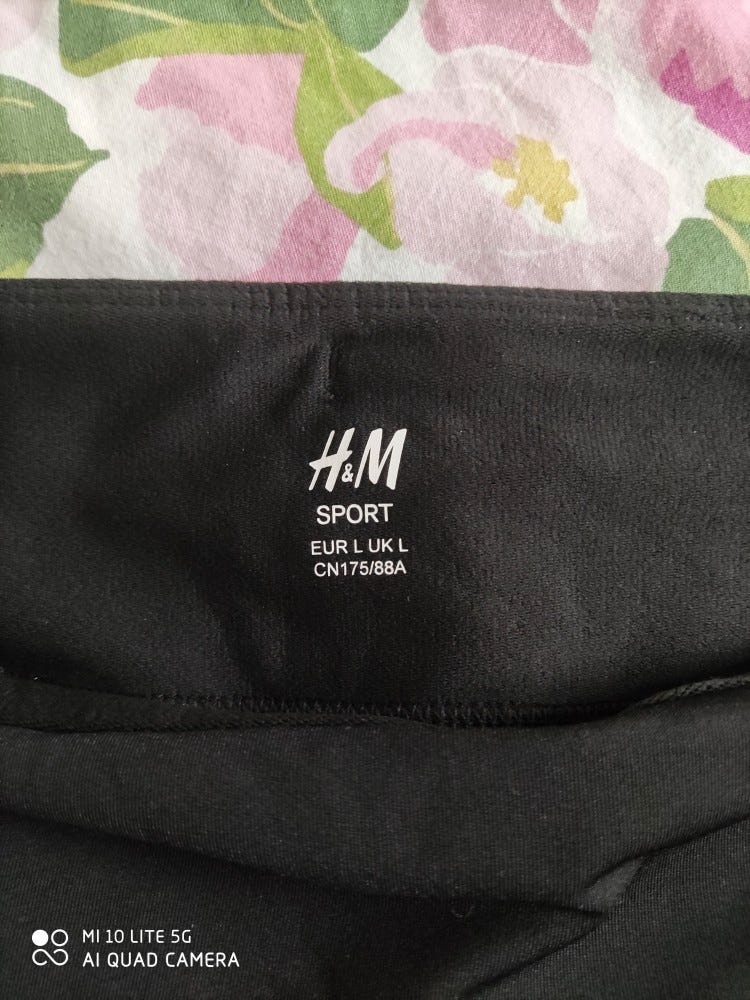 H&M
SPORT
EUR L UK L
CN175/88A
MI 10 LITE 5G
AI QUAD CAMERA